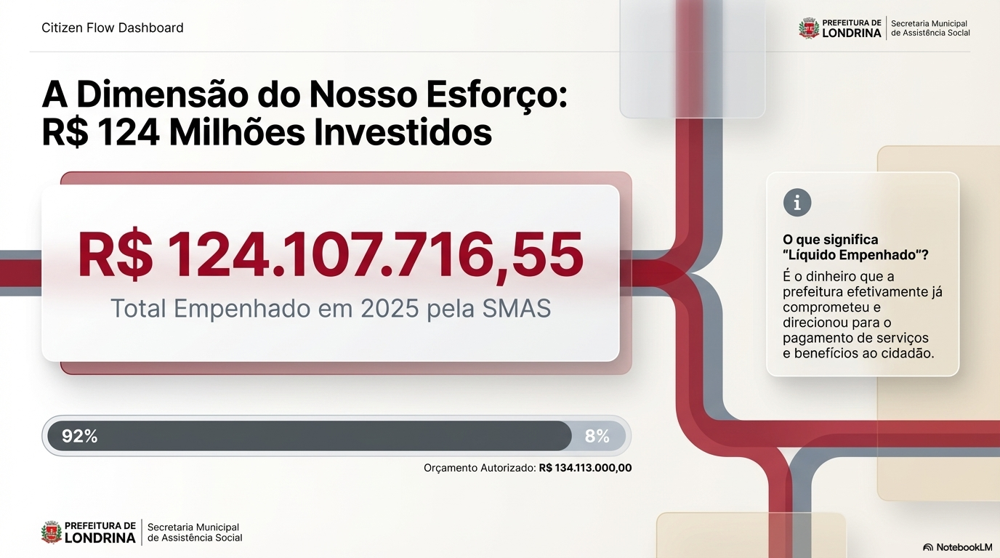 Citizen Flow Dashboard
PREFEITURA DE
LONDRINA
Secretaria Municipal
de Assistência Social
A Dimensão do Nosso Esforço:
R$ 124 Milhões Investidos
R$ 124.107.716,55
Total Empenhado em 2025 pela SMAS
O que significa
"Líquido Empenhado"?
É o dinheiro que a
prefeitura efetivamente já
comprometeu e
direcionou para o
pagamento de serviços
e benefícios ao cidadão.
92%
8%
Orçamento Autorizado: R$ 134.113.000,00
PREFEITURA DE
LONDRINA
Secretaria Municipal
de Assistência Social
NotebookLM